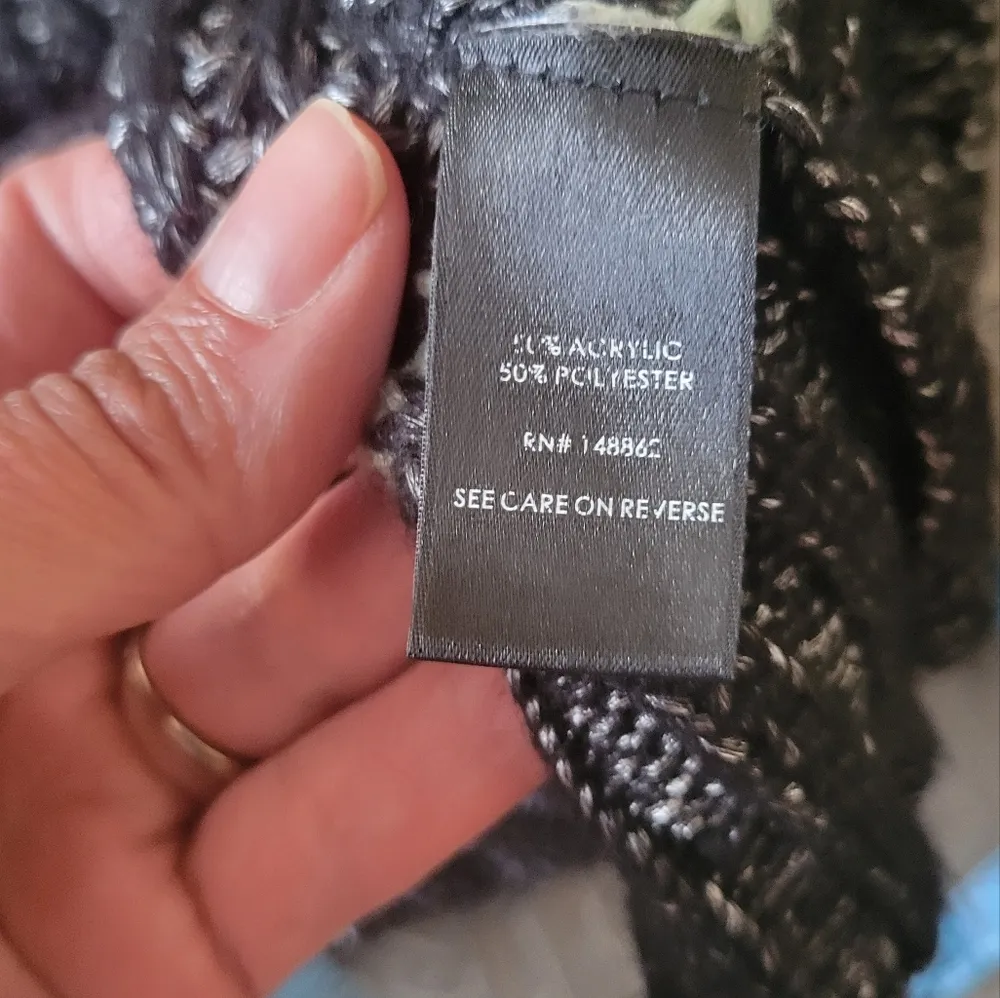 50% ACRYLIC
50% POLYESTER
RN# 148862
SEE CARE ON REVERSE